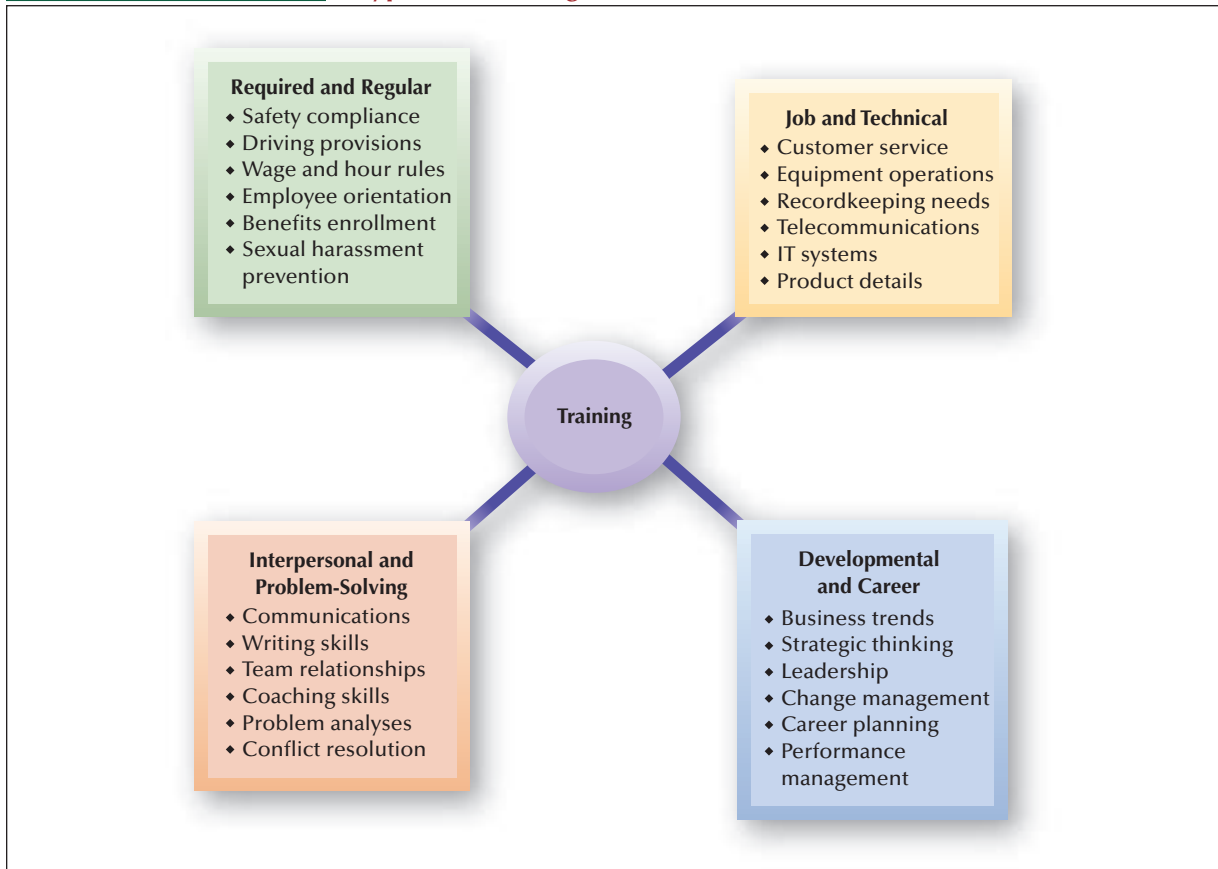 Required and Regular
◆ Safety compliance
◆ Driving provisions
◆ Wage and hour rules
◆ Employee orientation
◆ Benefits enrollment
◆ Sexual harassment
prevention
Job and Technical
◆ Customer service
◆ Equipment operations
◆ Recordkeeping needs
◆ Telecommunications
◆ IT systems
◆ Product details
Training
Interpersonal and
Problem-Solving
◆ Communications
◆ Writing skills
◆ Team relationships
◆ Coaching skills
◆ Problem analyses
◆ Conflict resolution
Developmental
and Career
◆ Business trends
◆ Strategic thinking
◆ Leadership
◆ Change management
◆ Career planning
◆ Performance
management